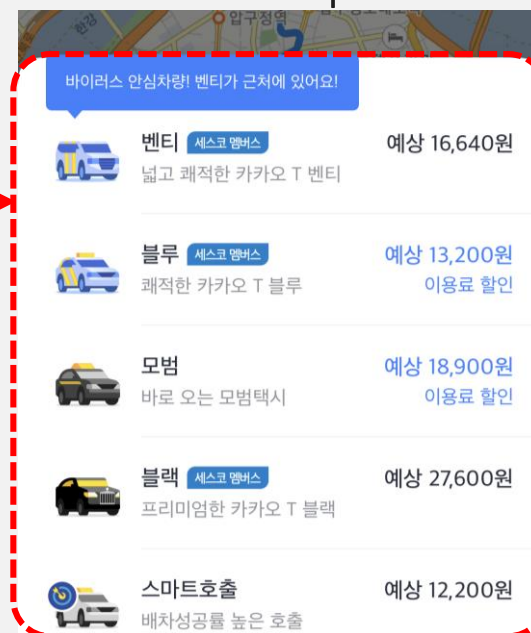 한강
압구정역
바이러스 안심차량! 벤티가 근처에 있어요!
벤티 세스코 멤버스 예상 16,640원
넓고 쾌적한 카카오 T 벤티
블루 세스코 멤버스 예상 13,200원
쾌적한 카카오 T 블루 이용료 할인
모범 예상 18,900원
바로 오는 모범택시 이용료 할인
블랙 세스코 멤버스 예상 27,600원
프리미엄한 카카오 T 블랙
스마트호출 예상 12,200원
배차성공률 높은 호출